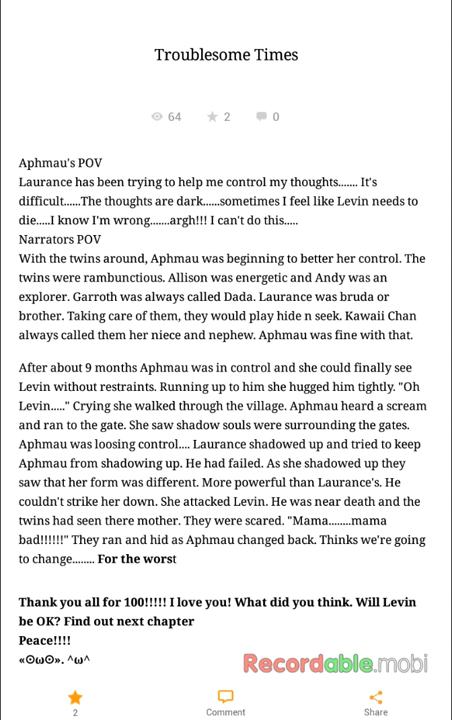 Troublesome Times
64 2 0
Aphmau's POV
Laurance has been trying to help me control my thoughts....... It's
difficult......The thoughts are dark......sometimes I feel like Levin needs to
die.....I know I'm wrong.......argh!!! I can't do this.....
Narrators POV
With the twins around, Aphmau was beginning to better her control. The
twins were rambunctious. Allison was energetic and Andy was an
explorer. Garroth was always called Dada. Laurance was bruda or
brother. Taking care of them, they would play hide n seek. Kawaii Chan
always called them her niece and nephew. Aphmau was fine with that.
After about 9 months Aphmau was in control and she could finally see
Levin without restraints. Running up to him she hugged him tightly. "Oh
Levin....." Crying she walked through the village. Aphmau heard a scream
and ran to the gate. She saw shadow souls were surrounding the gates.
Aphmau was loosing control.... Laurance shadowed up and tried to keep
Aphmau from shadowing up. He had failed. As she shadowed up they
saw that her form was different. More powerful than Laurance's. He
couldn't strike her down. She attacked Levin. He was near death and the
twins had seen there mother. They were scared. "Mama........mama
bad!!!!!!" They ran and hid as Aphmau changed back. Thinks we're going
to change........ For the worst
Thank you all for 100!!!!! I love you! What did you think. Will Levin
be OK? Find out next chapter
Peace!!!!
«ʘωʘ». ^ω^
Recordable.mobi
2 Comment Share